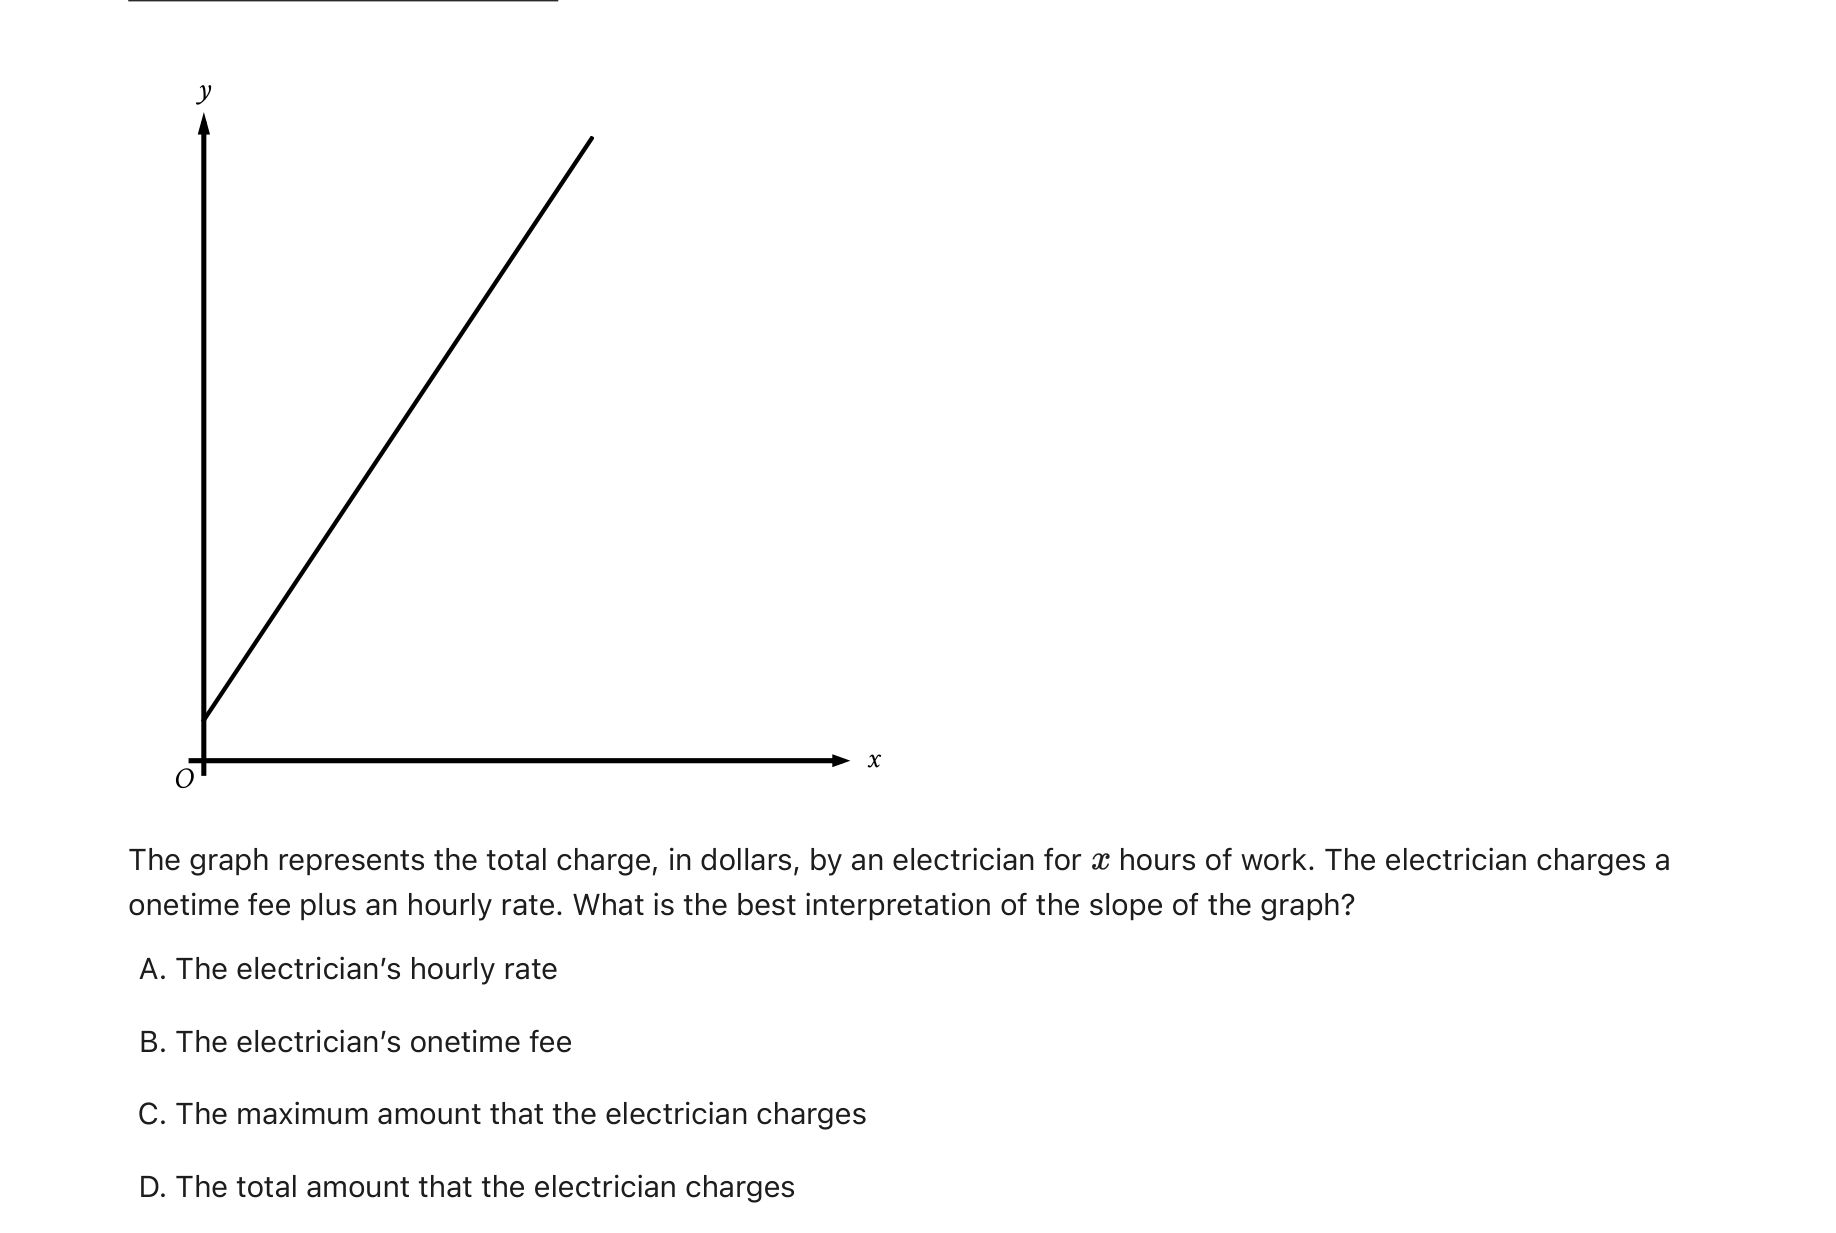 y
x
O
The graph represents the total charge, in dollars, by an electrician for x hours of work. The electrician charges a
onetime fee plus an hourly rate. What is the best interpretation of the slope of the graph?
A. The electrician’s hourly rate
B. The electrician’s onetime fee
C. The maximum amount that the electrician charges
D. The total amount that the electrician charges